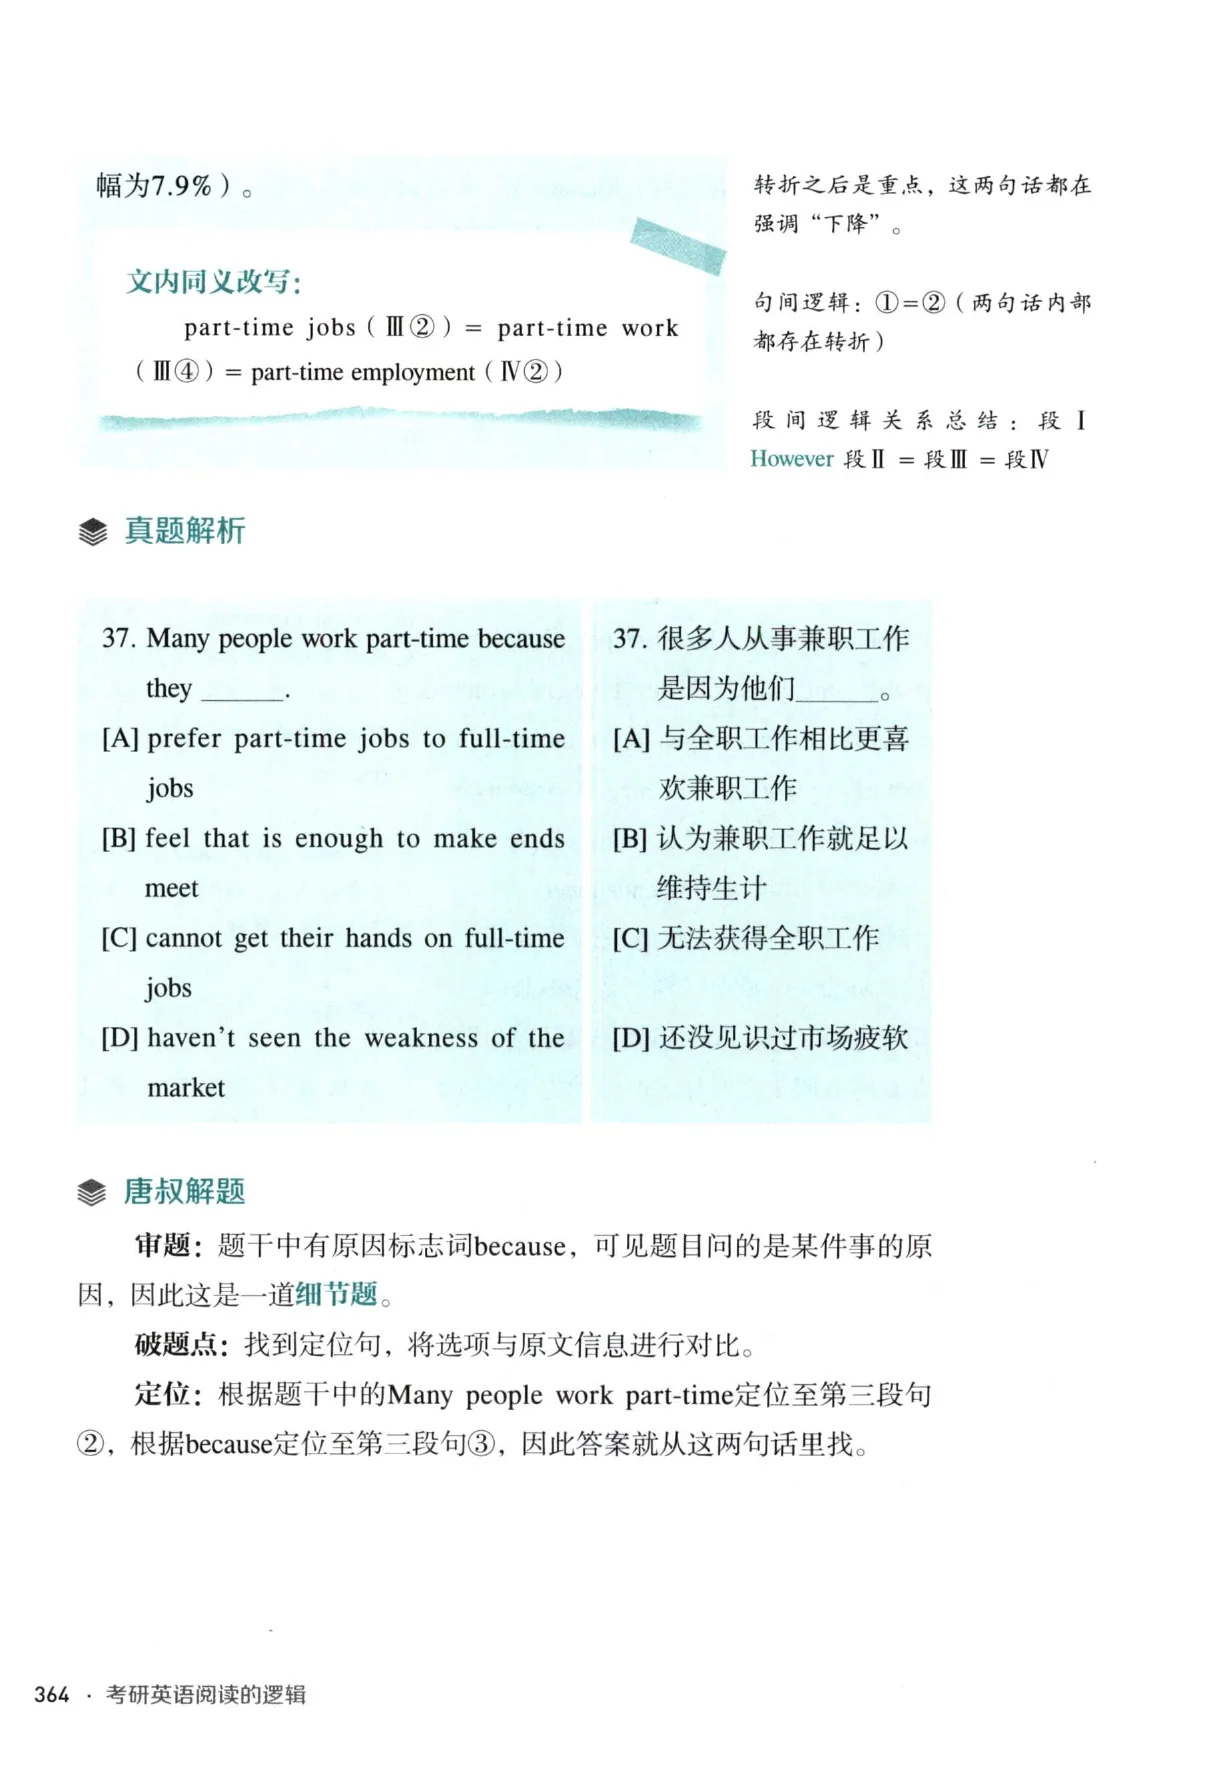 幅为7.9%）。
文内同义改写：
part-time jobs（Ⅲ②）= part-time work
（Ⅲ④）= part-time employment（Ⅳ②）
转折之后是重点，这两句话都在
强调“下降”。
句间逻辑：①=②（两句话内部
都存在转折）
段间逻辑关系总结：段Ⅰ
However 段Ⅱ = 段Ⅲ = 段Ⅳ
真题解析
37. Many people work part-time because
they ______.
[A] prefer part-time jobs to full-time
jobs
[B] feel that is enough to make ends
meet
[C] cannot get their hands on full-time
jobs
[D] haven't seen the weakness of the
market
37. 很多人从事兼职工作
是因为他们______。
[A] 与全职工作相比更喜
欢兼职工作
[B] 认为兼职工作就足以
维持生计
[C] 无法获得全职工作
[D] 还没见识过市场疲软
唐叔解题
审题：题干中有原因标志词because，可见题目问的是某件事的原
因，因此这是一道细节题。
破题点：找到定位句，将选项与原文信息进行对比。
定位：根据题干中的Many people work part-time定位至第三段句
②，根据because定位至第三段句③，因此答案就从这两句话里找。
364 · 考研英语阅读的逻辑